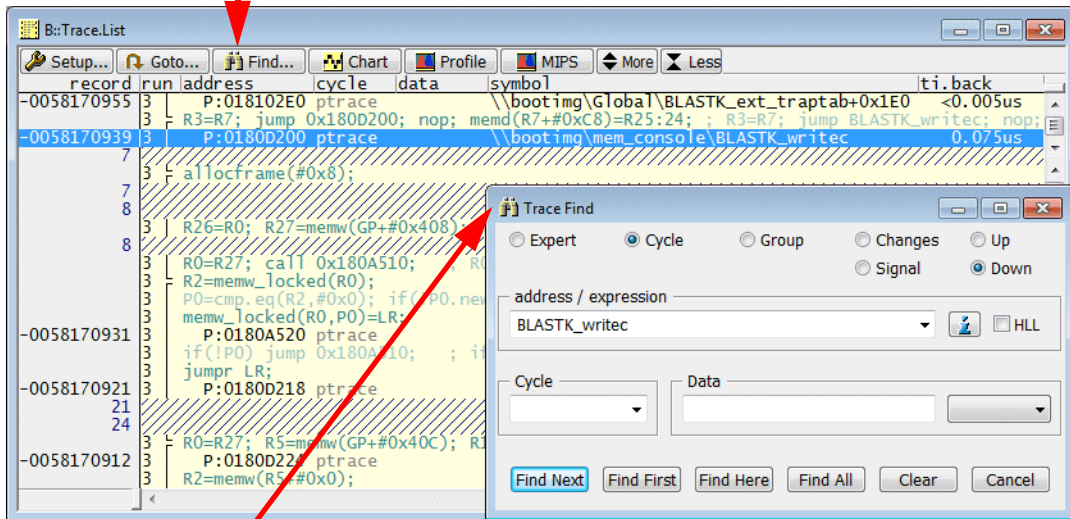 B::Trace.List
Setup... Goto... Find... Chart Profile MIPS More Less
record run address cycle data symbol ti.back
-0058170955 3 P:018102E0 ptrace \\bootimg\Global\BLASTK_ext_traptab+0x1E0 <0.005us
3 R3=R7; jump 0x180D200; nop; memd(R7+#0xC8)=R25:24; ; R3=R7; jump BLASTK_writec; nop;
-0058170939 3 P:0180D200 ptrace \\bootimg\mem_console\BLASTK_writec 0.075us
7
3 allocframe(#0x8);
7
8
3 R26=R0; R27=memw(GP+#0x408);
8
3 R0=R27; call 0x180A510; ; R0
3 R2=memw_locked(R0);
3 P0=cmp.eq(R2,#0x0); if(!P0.new
3 memw_locked(R0,P0)=LR;
-0058170931 3 P:0180A520 ptrace
3 if(!P0) jump 0x180A510; ; if
3 jumpr LR;
-0058170921 3 P:0180D218 ptrace
21
24
3 R0=R27; R5=memw(GP+#0x40C); R1
-0058170912 3 P:0180D224 ptrace
3 R2=memw(R5+#0x0);
Trace Find
Expert Cycle Group Changes Up
Signal Down
address / expression
BLASTK_writec i HLL
Cycle Data
Find Next Find First Find Here Find All Clear Cancel